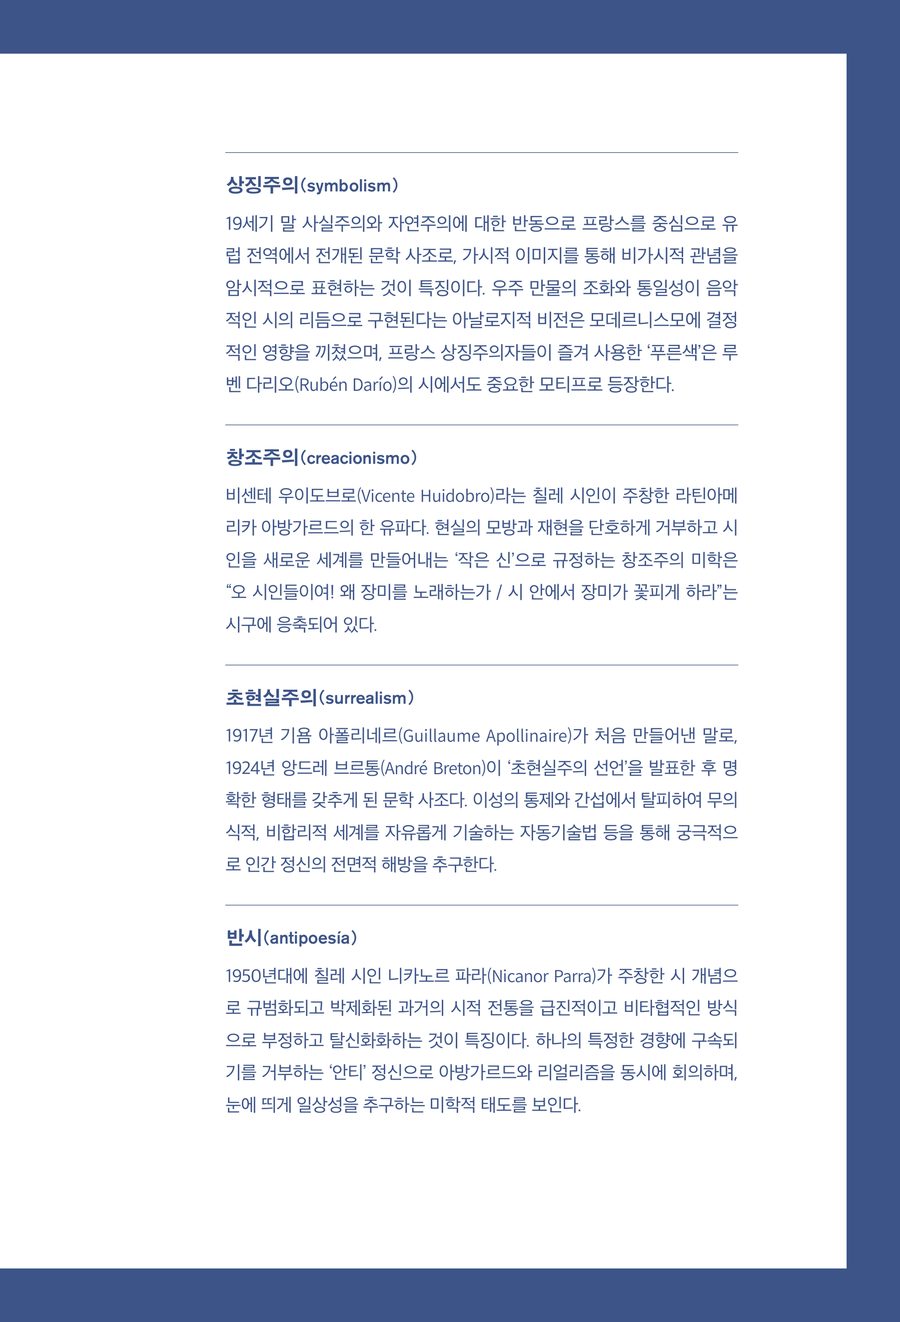 상징주의(symbolism)
19세기 말 사실주의와 자연주의에 대한 반동으로 프랑스를 중심으로 유
럽 전역에서 전개된 문학 사조로, 가시적 이미지를 통해 비가시적 관념을
암시적으로 표현하는 것이 특징이다. 우주 만물의 조화와 통일성이 음악
적인 시의 리듬으로 구현된다는 아날로지적 비전은 모데르니스모에 결정
적인 영향을 끼쳤으며, 프랑스 상징주의자들이 즐겨 사용한 ‘푸른색’은 루
벤 다리오(Rubén Darío)의 시에서도 중요한 모티프로 등장한다.
창조주의(creacionismo)
비센테 우이도브로(Vicente Huidobro)라는 칠레 시인이 주창한 라틴아메
리카 아방가르드의 한 유파다. 현실의 모방과 재현을 단호하게 거부하고 시
인을 새로운 세계를 만들어내는 ‘작은 신’으로 규정하는 창조주의 미학은
“오 시인들이여! 왜 장미를 노래하는가 / 시 안에서 장미가 꽃피게 하라”는
시구에 응축되어 있다.
초현실주의(surrealism)
1917년 기욤 아폴리네르(Guillaume Apollinaire)가 처음 만들어낸 말로,
1924년 앙드레 브르통(André Breton)이 ‘초현실주의 선언’을 발표한 후 명
확한 형태를 갖추게 된 문학 사조다. 이성의 통제와 간섭에서 탈피하여 무의
식적, 비합리적 세계를 자유롭게 기술하는 자동기술법 등을 통해 궁극적으
로 인간 정신의 전면적 해방을 추구한다.
반시(antipoesía)
1950년대에 칠레 시인 니카노르 파라(Nicanor Parra)가 주창한 시 개념으
로 규범화되고 박제화된 과거의 시적 전통을 급진적이고 비타협적인 방식
으로 부정하고 탈신화화하는 것이 특징이다. 하나의 특정한 경향에 구속되
기를 거부하는 ‘안티’ 정신으로 아방가르드와 리얼리즘을 동시에 회의하며,
눈에 띄게 일상성을 추구하는 미학적 태도를 보인다.